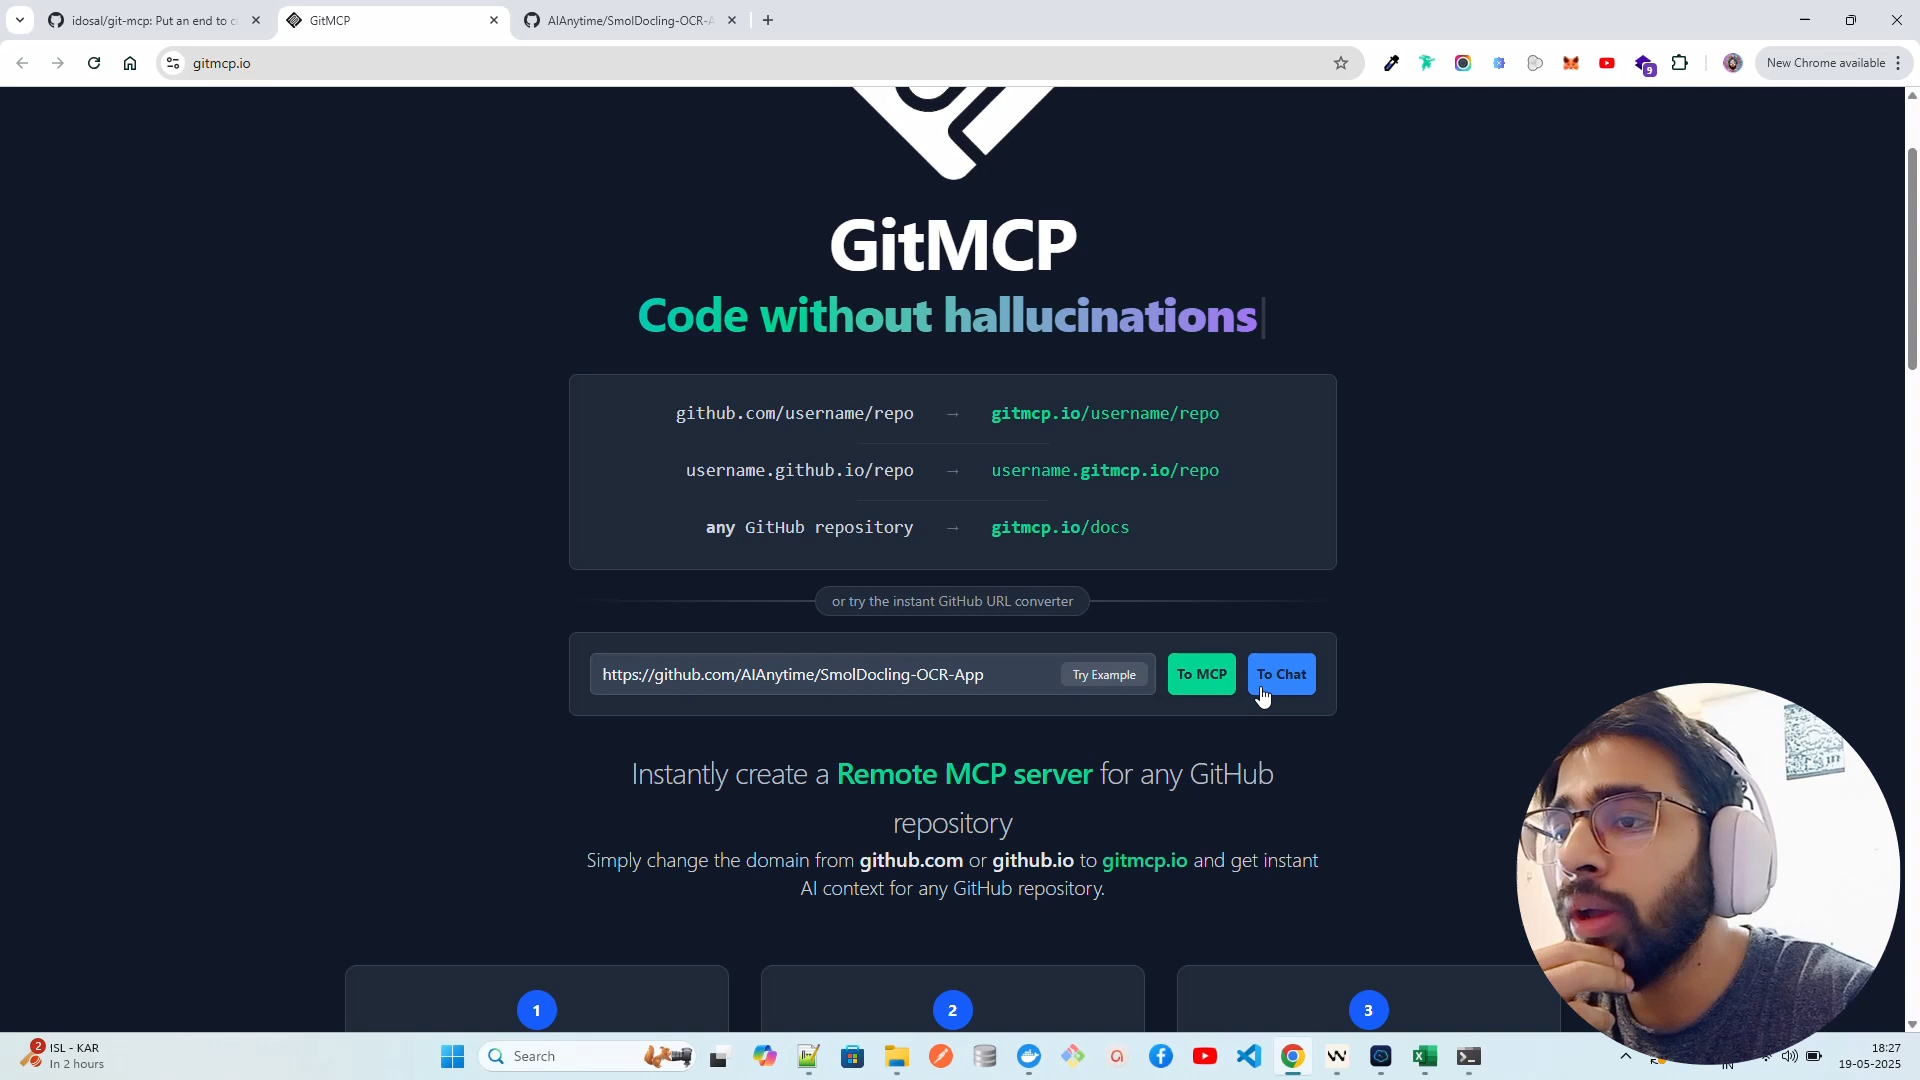 idosal/git-mcp: Put an end to c
GitMCP
AIAnytime/SmolDocling-OCR-A
gitmcp.io
9
New Chrome available
GitMCP
Code without hallucinations
github.com/username/repo → gitmcp.io/username/repo
username.github.io/repo → username.gitmcp.io/repo
any GitHub repository → gitmcp.io/docs
or try the instant GitHub URL converter
https://github.com/AIAnytime/SmolDocling-OCR-App
Try Example
To MCP
To Chat
Instantly create a Remote MCP server for any GitHub
repository
Simply change the domain from github.com or github.io to gitmcp.io and get instant
AI context for any GitHub repository.
1
2
3
2
ISL - KAR
In 2 hours
Search
IN
18:27
19-05-2025